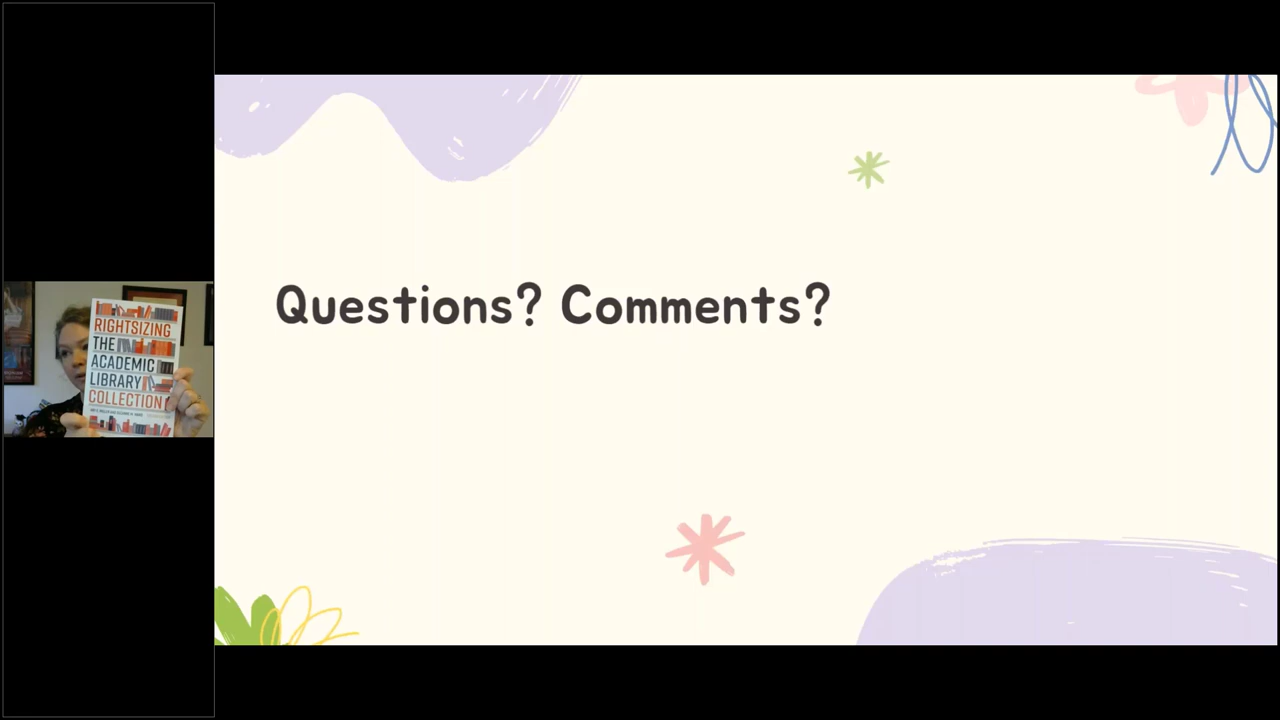 Questions? Comments?
RIGHTSIZING
THE
ACADEMIC
LIBRARY
COLLECTION